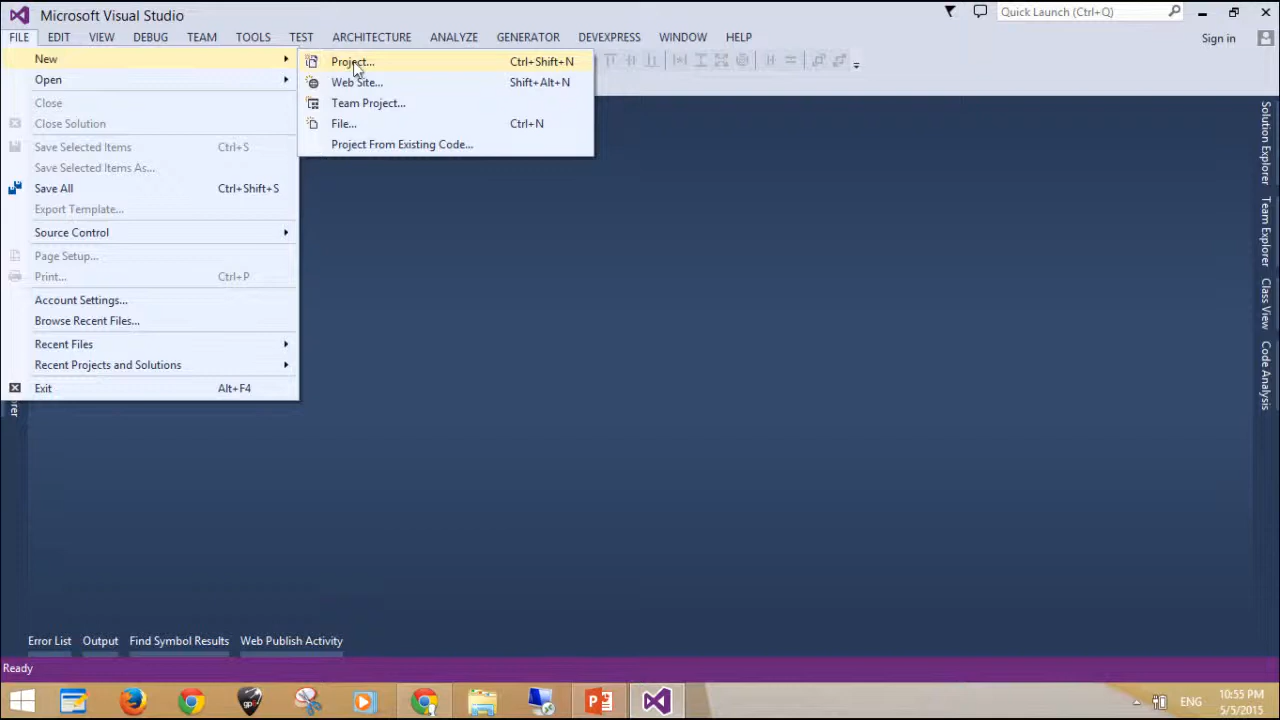 Microsoft Visual Studio
Quick Launch (Ctrl+Q)
FILE EDIT VIEW DEBUG TEAM TOOLS TEST ARCHITECTURE ANALYZE GENERATOR DEVEXPRESS WINDOW HELP
Sign in
New
Open
Close
Close Solution
Save Selected Items Ctrl+S
Save Selected Items As...
Save All Ctrl+Shift+S
Export Template...
Source Control
Page Setup...
Print... Ctrl+P
Account Settings...
Browse Recent Files...
Recent Files
Recent Projects and Solutions
Exit Alt+F4
Project... Ctrl+Shift+N
Web Site... Shift+Alt+N
Team Project...
File... Ctrl+N
Project From Existing Code...
Solution Explorer
Team Explorer
Class View
Code Analysis
Error List Output Find Symbol Results Web Publish Activity
Ready
ENG
10:55 PM
5/5/2015